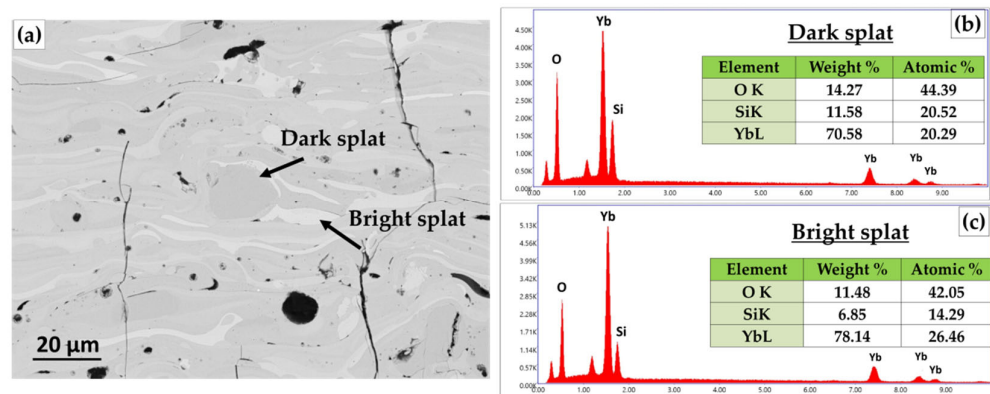 (a)
Dark splat
Bright splat
20 µm
(b)
Dark splat
4.50K
4.00K
3.50K
3.00K
2.50K
2.00K
1.50K
1.00K
0.50K
0.00K
O
Yb
Si
Element Weight % Atomic %
O K 14.27 44.39
SiK 11.58 20.52
YbL 70.58 20.29
Yb
Yb
Yb
0.00 1.00 2.00 3.00 4.00 5.00 6.00 7.00 8.00 9.00
(c)
Bright splat
5.13K
4.56K
3.99K
3.42K
2.85K
2.28K
1.71K
1.14K
0.57K
0.00K
O
Yb
Si
Element Weight % Atomic %
O K 11.48 42.05
SiK 6.85 14.29
YbL 78.14 26.46
Yb
Yb
Yb
0.00 1.00 2.00 3.00 4.00 5.00 6.00 7.00 8.00 9.00